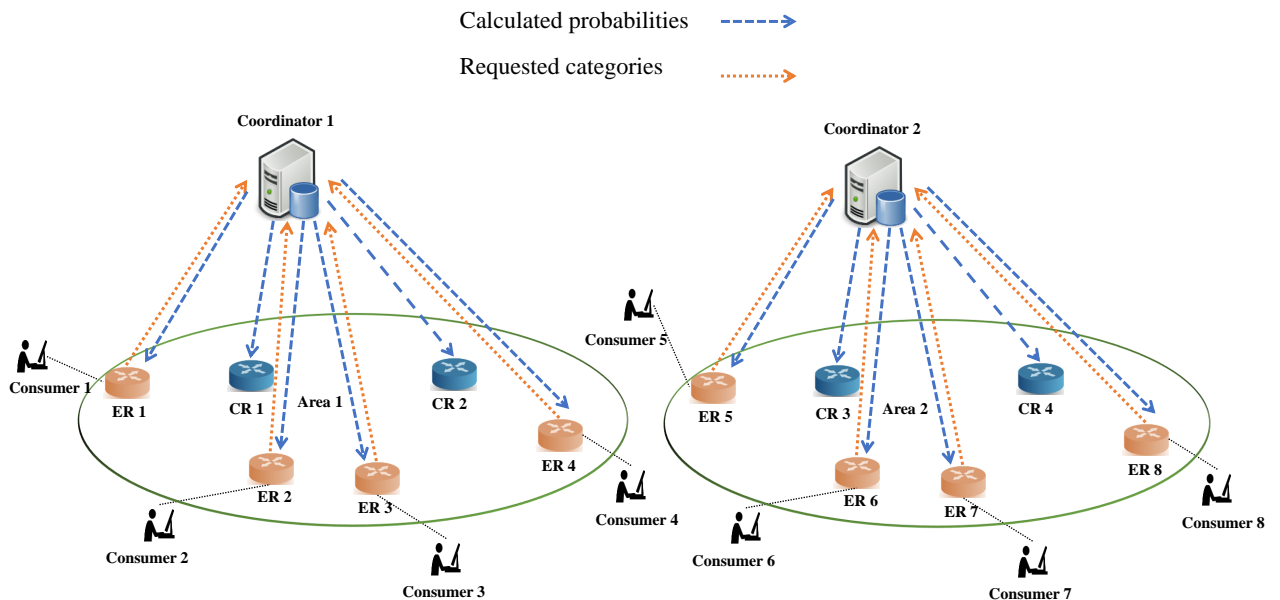 Calculated probabilities
Requested categories
Coordinator 1
Coordinator 2
Consumer 5
Consumer 1
ER 1
CR 1
Area 1
CR 2
ER 4
ER 2
ER 3
Consumer 4
Consumer 2
Consumer 3
ER 5
CR 3
Area 2
CR 4
ER 8
ER 6
ER 7
Consumer 8
Consumer 6
Consumer 7